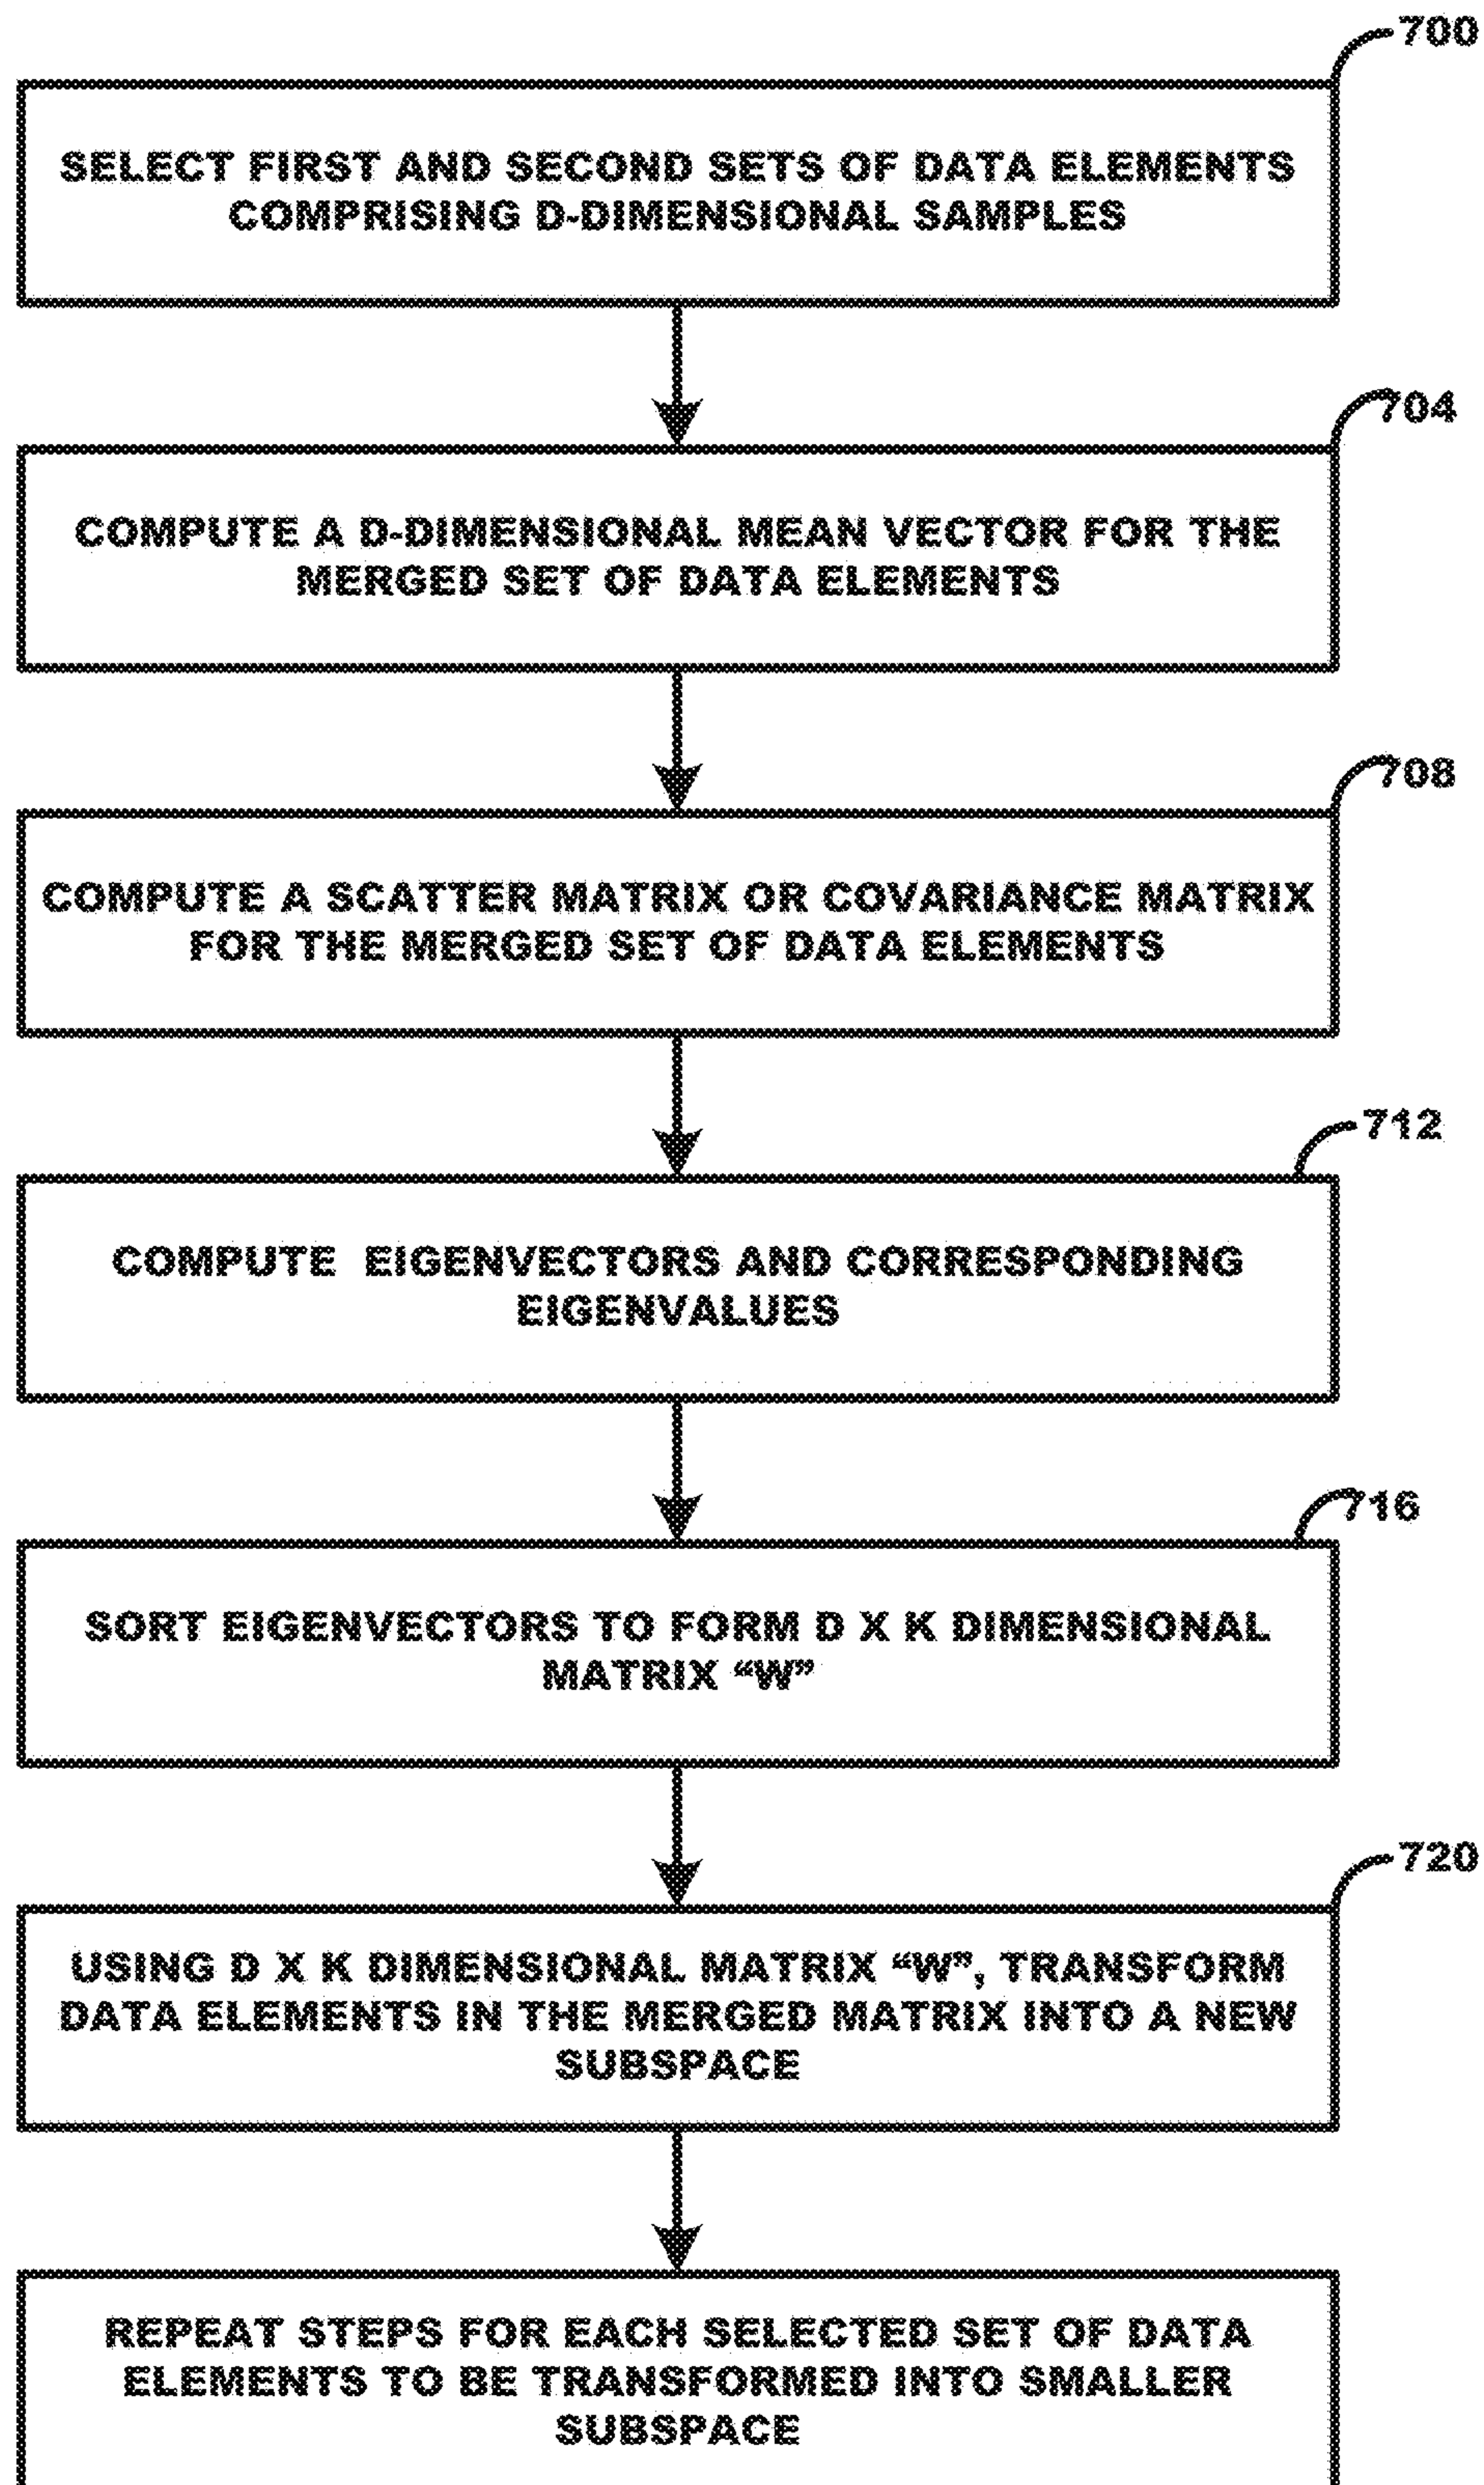 700
SELECT FIRST AND SECOND SETS OF DATA ELEMENTS
COMPRISING D-DIMENSIONAL SAMPLES
704
COMPUTE A D-DIMENSIONAL MEAN VECTOR FOR THE
MERGED SET OF DATA ELEMENTS
708
COMPUTE A SCATTER MATRIX OR COVARIANCE MATRIX
FOR THE MERGED SET OF DATA ELEMENTS
712
COMPUTE EIGENVECTORS AND CORRESPONDING
EIGENVALUES
716
SORT EIGENVECTORS TO FORM D X K DIMENSIONAL
MATRIX “W”
720
USING D X K DIMENSIONAL MATRIX “W”, TRANSFORM
DATA ELEMENTS IN THE MERGED MATRIX INTO A NEW
SUBSPACE
REPEAT STEPS FOR EACH SELECTED SET OF DATA
ELEMENTS TO BE TRANSFORMED INTO SMALLER
SUBSPACE